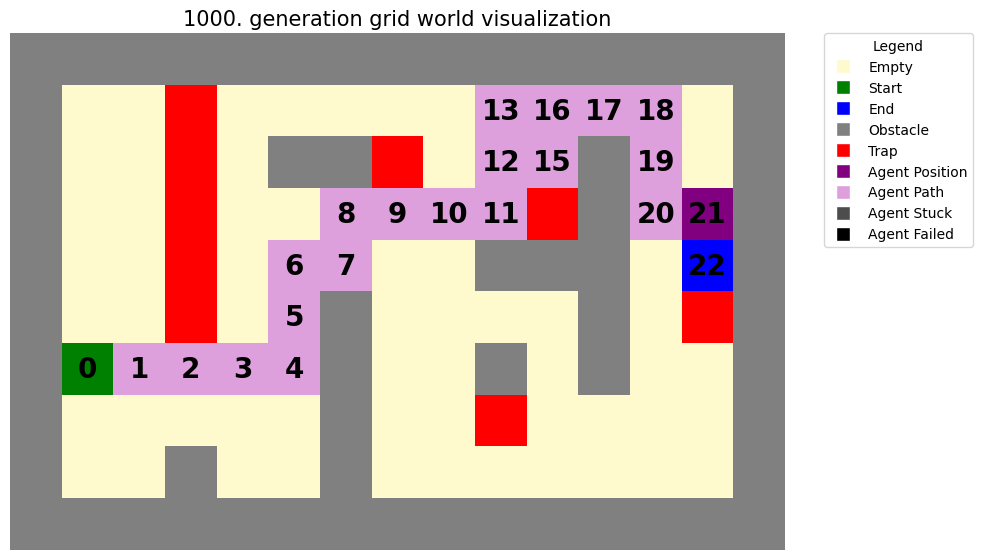 1000. generation grid world visualization
13 16 17 18
12 15 19
8 9 10 11 20 21
6 7 22
5
0 1 2 3 4
Legend
Empty
Start
End
Obstacle
Trap
Agent Position
Agent Path
Agent Stuck
Agent Failed